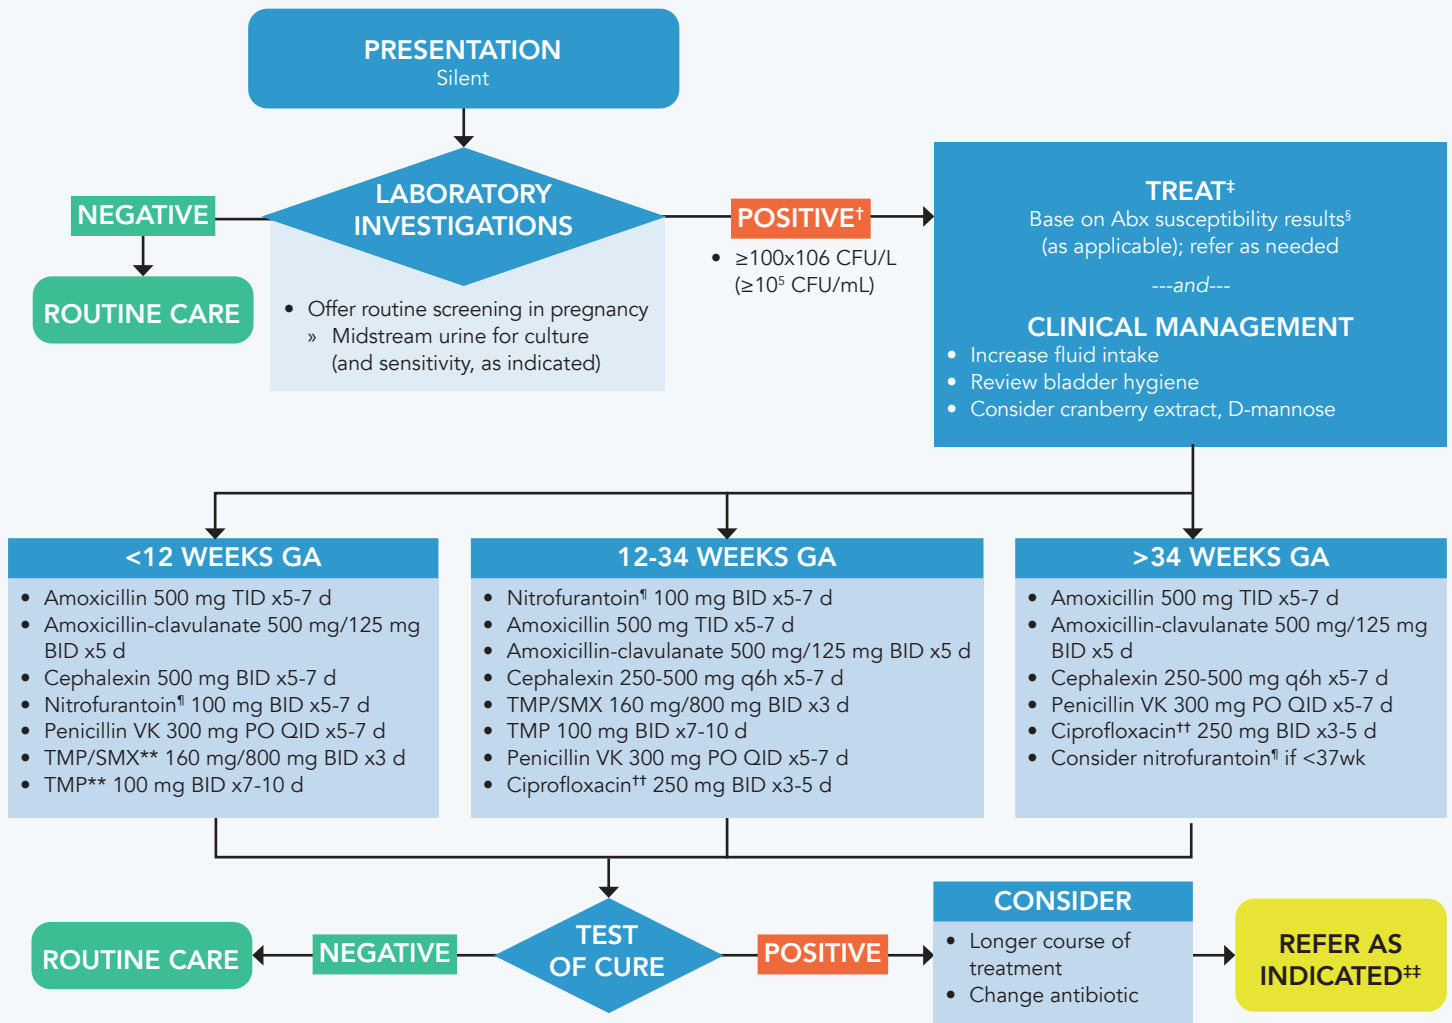 PRESENTATION
Silent
LABORATORY
INVESTIGATIONS
NEGATIVE
ROUTINE CARE
• Offer routine screening in pregnancy
» Midstream urine for culture
(and sensitivity, as indicated)
POSITIVE†
• ≥100x106 CFU/L
(≥10⁵ CFU/mL)
TREAT‡
Base on Abx susceptibility results§
(as applicable); refer as needed
---and---
CLINICAL MANAGEMENT
• Increase fluid intake
• Review bladder hygiene
• Consider cranberry extract, D-mannose
<12 WEEKS GA
• Amoxicillin 500 mg TID x5-7 d
• Amoxicillin-clavulanate 500 mg/125 mg
BID x5 d
• Cephalexin 500 mg BID x5-7 d
• Nitrofurantoin¶ 100 mg BID x5-7 d
• Penicillin VK 300 mg PO QID x5-7 d
• TMP/SMX** 160 mg/800 mg BID x3 d
• TMP** 100 mg BID x7-10 d
12-34 WEEKS GA
• Nitrofurantoin¶ 100 mg BID x5-7 d
• Amoxicillin 500 mg TID x5-7 d
• Amoxicillin-clavulanate 500 mg/125 mg BID x5 d
• Cephalexin 250-500 mg q6h x5-7 d
• TMP/SMX 160 mg/800 mg BID x3 d
• TMP 100 mg BID x7-10 d
• Penicillin VK 300 mg PO QID x5-7 d
• Ciprofloxacin†† 250 mg BID x3-5 d
>34 WEEKS GA
• Amoxicillin 500 mg TID x5-7 d
• Amoxicillin-clavulanate 500 mg/125 mg
BID x5 d
• Cephalexin 250-500 mg q6h x5-7 d
• Penicillin VK 300 mg PO QID x5-7 d
• Ciprofloxacin†† 250 mg BID x3-5 d
• Consider nitrofurantoin¶ if <37wk
TEST
OF CURE
NEGATIVE
ROUTINE CARE
POSITIVE
CONSIDER
• Longer course of
treatment
• Change antibiotic
REFER AS
INDICATED‡‡